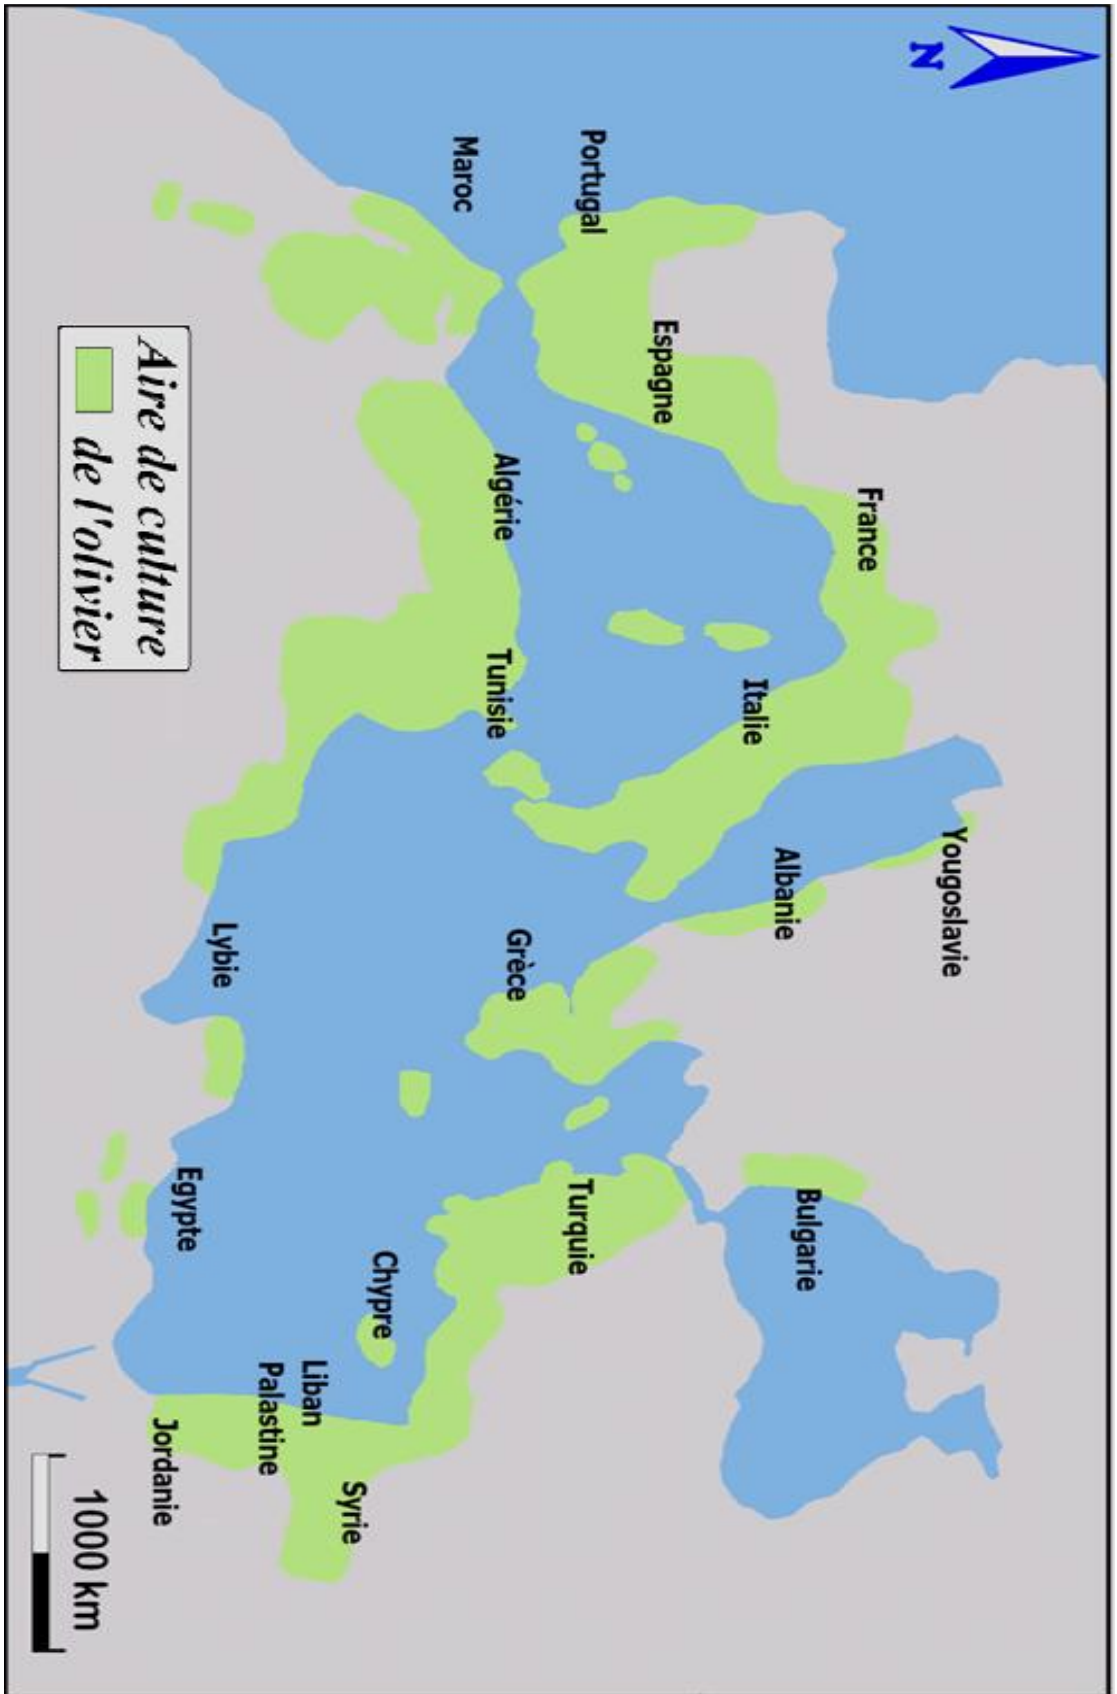 N
Portugal
Maroc
Espagne
France
Algérie
Tunisie
Italie
Yougoslavie
Albanie
Grèce
Lybie
Bulgarie
Turquie
Egypte
Chypre
Liban
Palastine
Syrie
Jordanie
Aire de culture
de l'olivier
1000 km